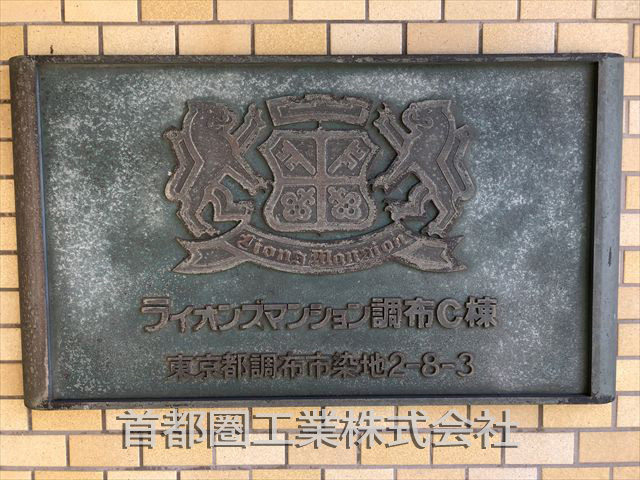 Lions Mansion
ライオンズマンション調布C棟
東京都調布市染地2-8-3
首都圏工業株式会社